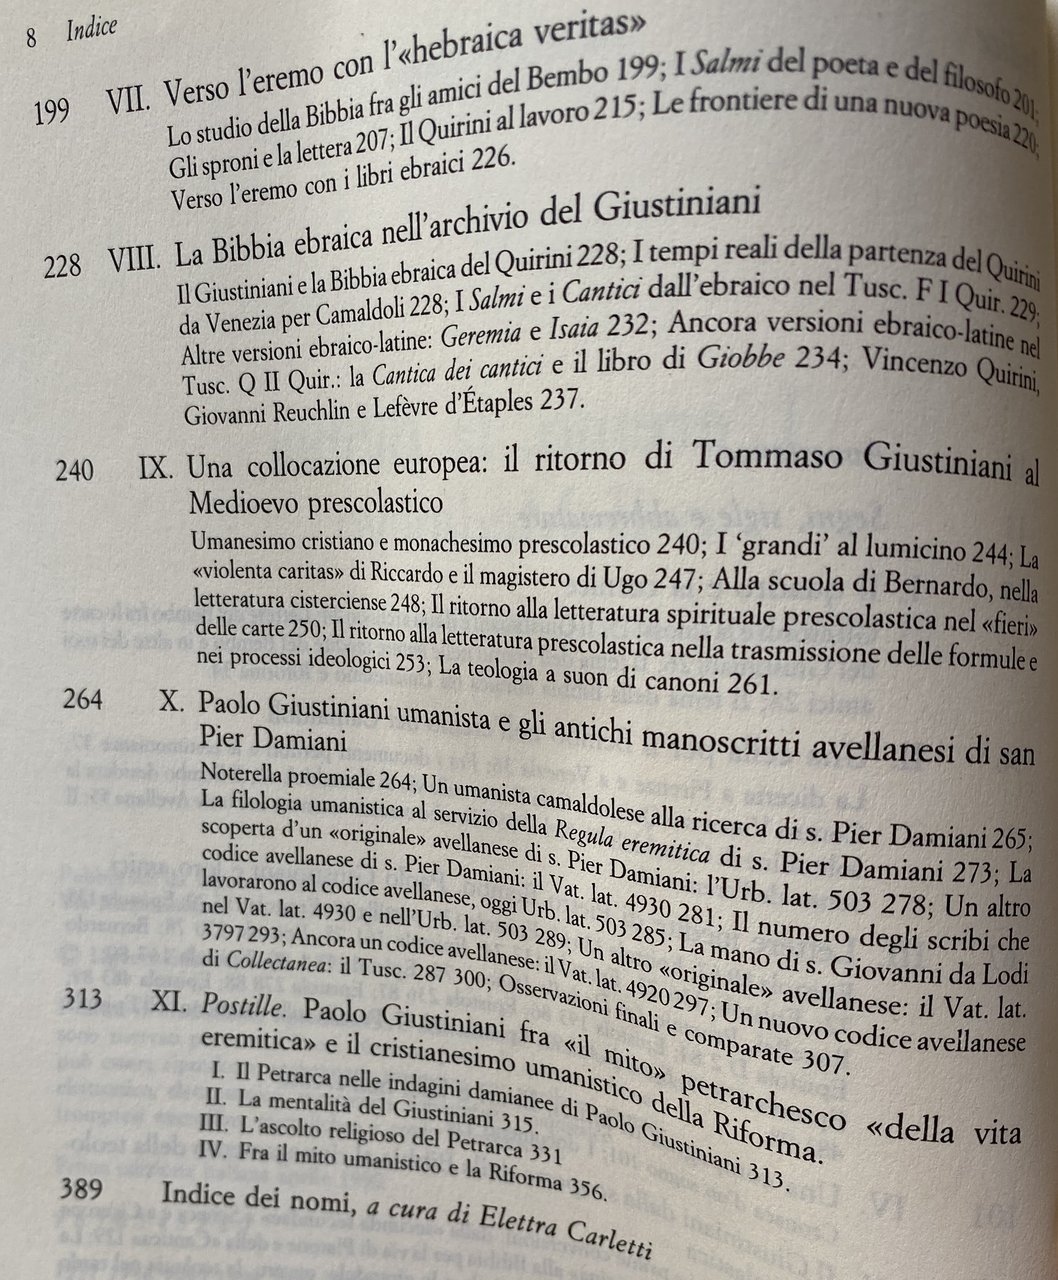 8 Indice
199 VII. Verso l'eremo con l'«hebraica veritas»
Lo studio della Bibbia fra gli amici del Bembo 199; I Salmi del poeta e del filosofo 201;
Gli sproni e la lettera 207; Il Quirini al lavoro 215; Le frontiere di una nuova poesia 220;
Verso l'eremo con i libri ebraici 226.
228 VIII. La Bibbia ebraica nell'archivio del Giustiniani
Il Giustiniani e la Bibbia ebraica del Quirini 228; I tempi reali della partenza del Quirini
da Venezia per Camaldoli 228; I Salmi e i Cantici dall'ebraico nel Tusc. F I Quir. 229;
Altre versioni ebraico-latine: Geremia e Isaia 232; Ancora versioni ebraico-latine nel
Tusc. Q II Quir.: la Cantica dei cantici e il libro di Giobbe 234; Vincenzo Quirini,
Giovanni Reuchlin e Lefèvre d'Étaples 237.
240 IX. Una collocazione europea: il ritorno di Tommaso Giustiniani al
Medioevo prescolastico
Umanesimo cristiano e monachesimo prescolastico 240; I 'grandi' al lumicino 244; La
«violenta caritas» di Riccardo e il magistero di Ugo 247; Alla scuola di Bernardo, nella
letteratura cisterciense 248; Il ritorno alla letteratura spirituale prescolastica nel «fieri»
delle carte 250; Il ritorno alla letteratura prescolastica nella trasmissione delle formule e
nei processi ideologici 253; La teologia a suon di canoni 261.
264 X. Paolo Giustiniani umanista e gli antichi manoscritti avellanesi di san
Pier Damiani
Noterella proemiale 264; Un umanista camaldolese alla ricerca di s. Pier Damiani 265;
La filologia umanistica al servizio della Regula eremitica di s. Pier Damiani 273; La
scoperta d'un «originale» avellanese di s. Pier Damiani: l'Urb. lat. 503 278; Un altro
codice avellanese di s. Pier Damiani: il Vat. lat. 4930 281; Il numero degli scribi che
lavorarono al codice avellanese, oggi Urb. lat. 503 285; La mano di s. Giovanni da Lodi
nel Vat. lat. 4930 e nell'Urb. lat. 503 289; Un altro «originale» avellanese: il Vat. lat.
3797 293; Ancora un codice avellanese: il Vat. lat. 4920 297; Un nuovo codice avellanese
di Collectanea: il Tusc. 287 300; Osservazioni finali e comparate 307.
313 XI. Postille. Paolo Giustiniani fra «il mito» petrarchesco «della vita
eremitica» e il cristianesimo umanistico della Riforma.
I. Il Petrarca nelle indagini damianee di Paolo Giustiniani 313.
II. La mentalità del Giustiniani 315.
III. L'ascolto religioso del Petrarca 331
IV. Fra il mito umanistico e la Riforma 356.
389 Indice dei nomi, a cura di Elettra Carletti